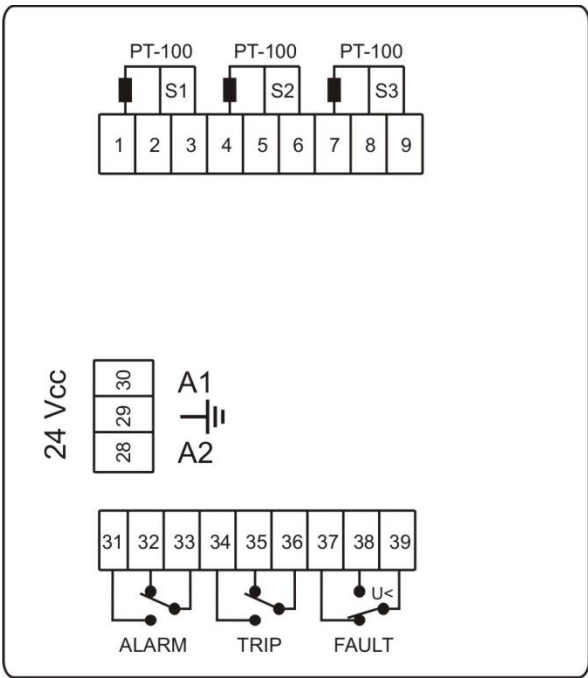 PT-100 PT-100 PT-100
S1 S2 S3
1 2 3 4 5 6 7 8 9
24 Vcc
30 A1
29
28 A2
31 32 33 34 35 36 37 38 39
U<
ALARM TRIP FAULT